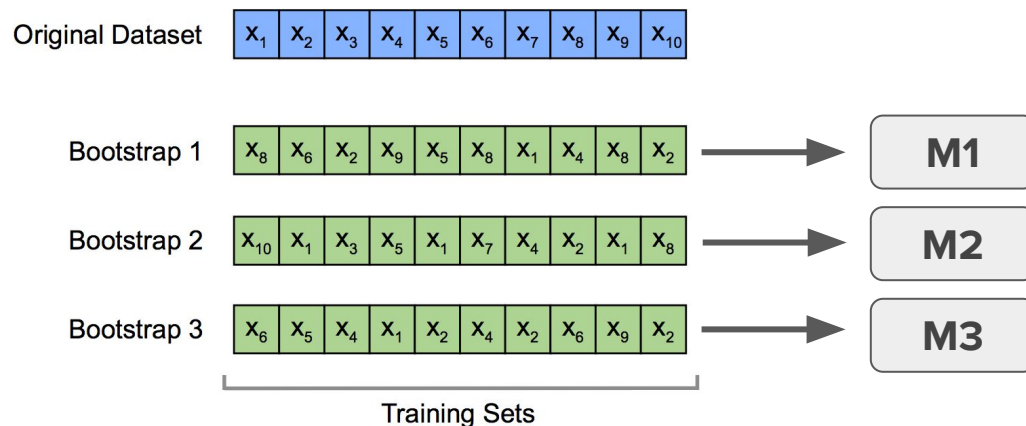 Original Dataset x₁ x₂ x₃ x₄ x₅ x₆ x₇ x₈ x₉ x₁₀
Bootstrap 1 x₈ x₆ x₂ x₉ x₅ x₈ x₁ x₄ x₈ x₂ M1
Bootstrap 2 x₁₀ x₁ x₃ x₅ x₁ x₇ x₄ x₂ x₁ x₈ M2
Bootstrap 3 x₆ x₅ x₄ x₁ x₂ x₄ x₂ x₆ x₉ x₂ M3
Training Sets